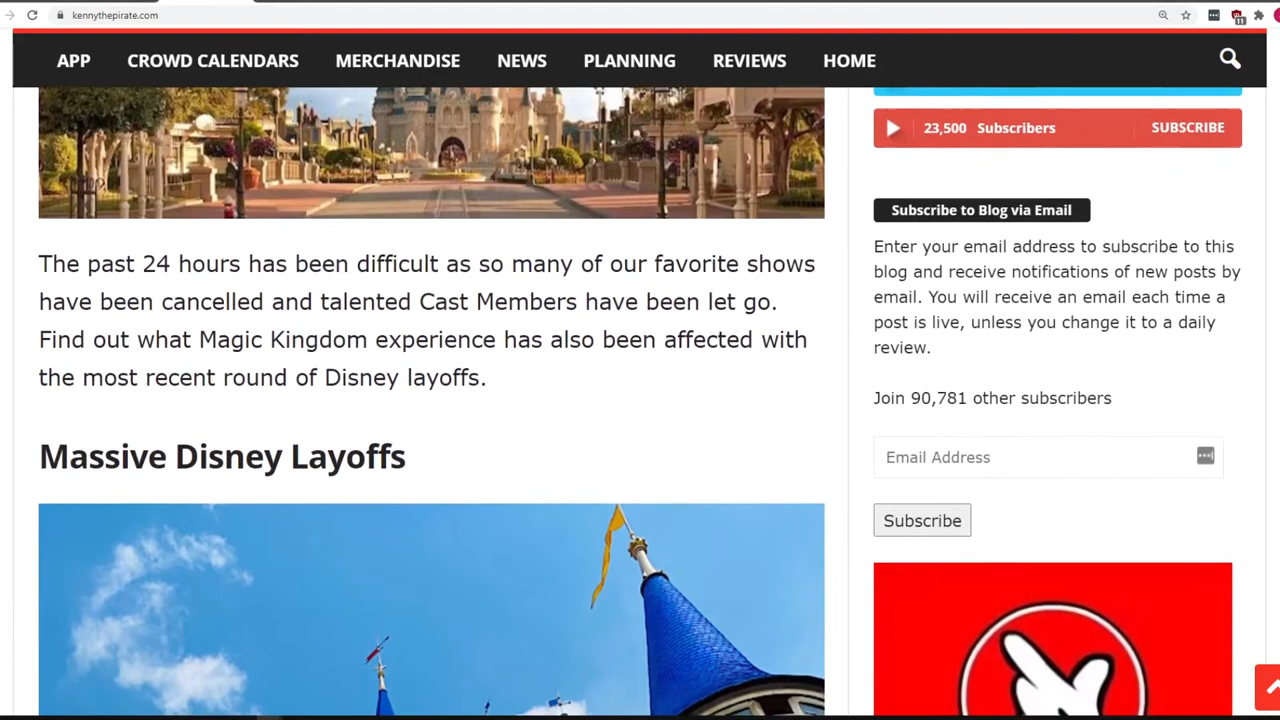 kennythepirate.com
11
APP CROWD CALENDARS MERCHANDISE NEWS PLANNING REVIEWS HOME
The past 24 hours has been difficult as so many of our favorite shows
have been cancelled and talented Cast Members have been let go.
Find out what Magic Kingdom experience has also been affected with
the most recent round of Disney layoffs.
Massive Disney Layoffs
23,500 Subscribers SUBSCRIBE
Subscribe to Blog via Email
Enter your email address to subscribe to this
blog and receive notifications of new posts by
email. You will receive an email each time a
post is live, unless you change it to a daily
review.
Join 90,781 other subscribers
Email Address
Subscribe